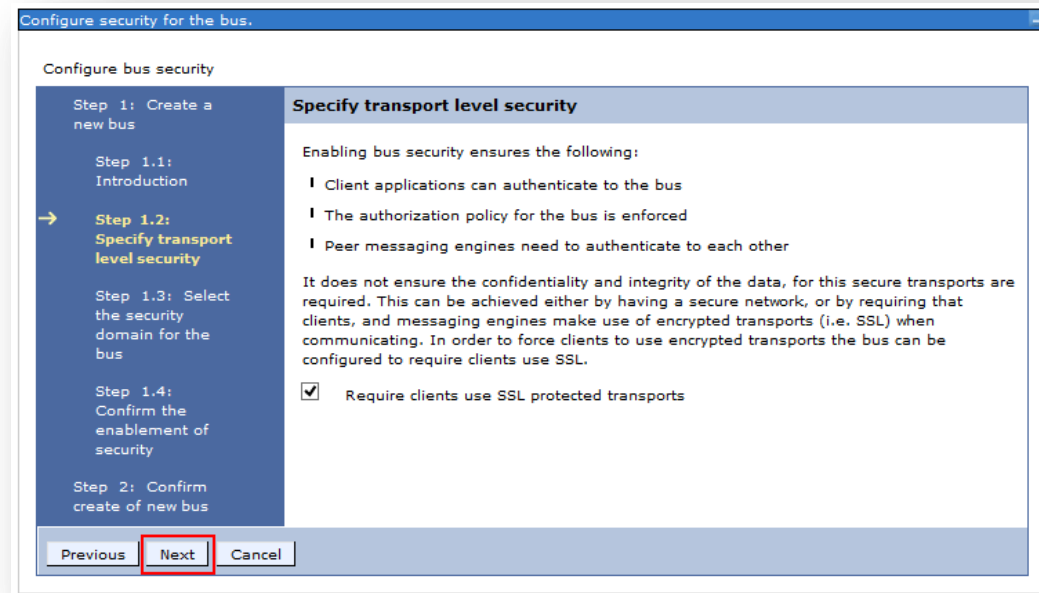 Configure security for the bus.
Configure bus security
Step 1: Create a
new bus
Step 1.1:
Introduction
Step 1.2:
Specify transport
level security
Step 1.3: Select
the security
domain for the
bus
Step 1.4:
Confirm the
enablement of
security
Step 2: Confirm
create of new bus
Specify transport level security
Enabling bus security ensures the following:
Client applications can authenticate to the bus
The authorization policy for the bus is enforced
Peer messaging engines need to authenticate to each other
It does not ensure the confidentiality and integrity of the data, for this secure transports are
required. This can be achieved either by having a secure network, or by requiring that
clients, and messaging engines make use of encrypted transports (i.e. SSL) when
communicating. In order to force clients to use encrypted transports the bus can be
configured to require clients use SSL.
Require clients use SSL protected transports
Previous Next Cancel